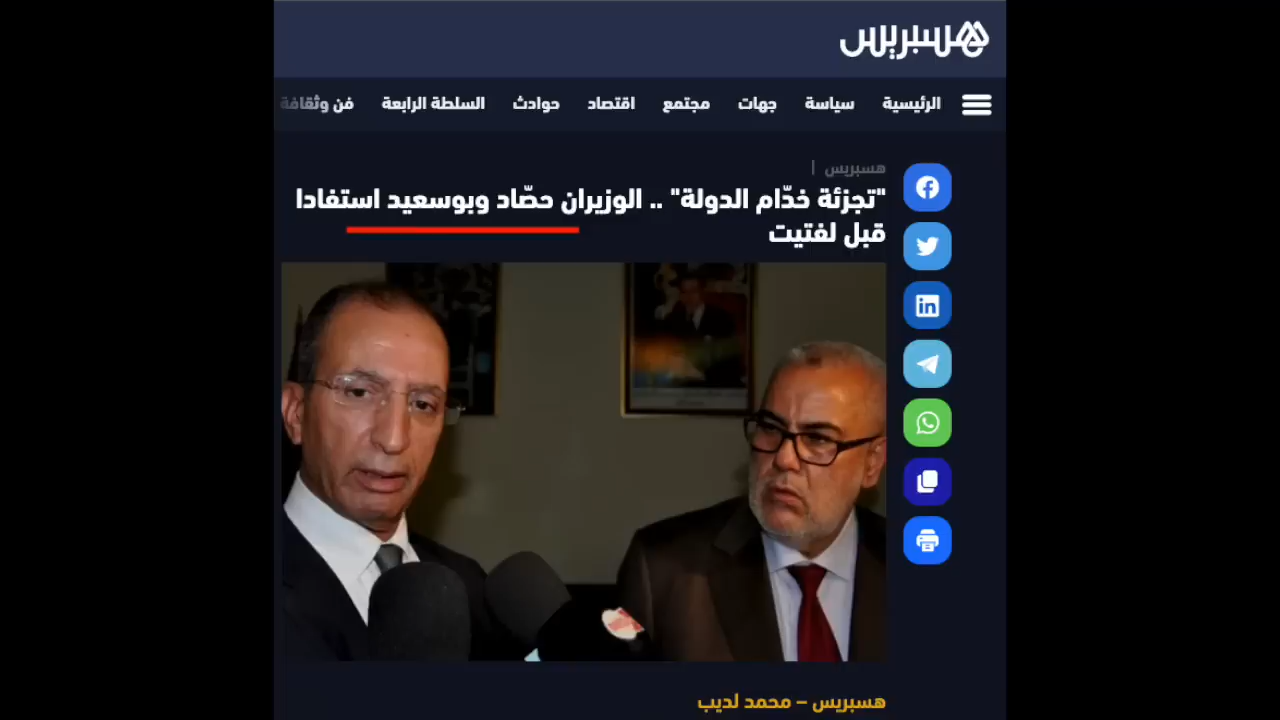 هسبريس
الرئيسية سياسة جهات مجتمع اقتصاد حوادث السلطة الرابعة فن وثقافة
هسبريس |
"تجزئة خدّام الدولة" .. الوزيران حصّاد وبوسعيد استفادا
قبل لفتيت
in
هسبريس – محمد لديب